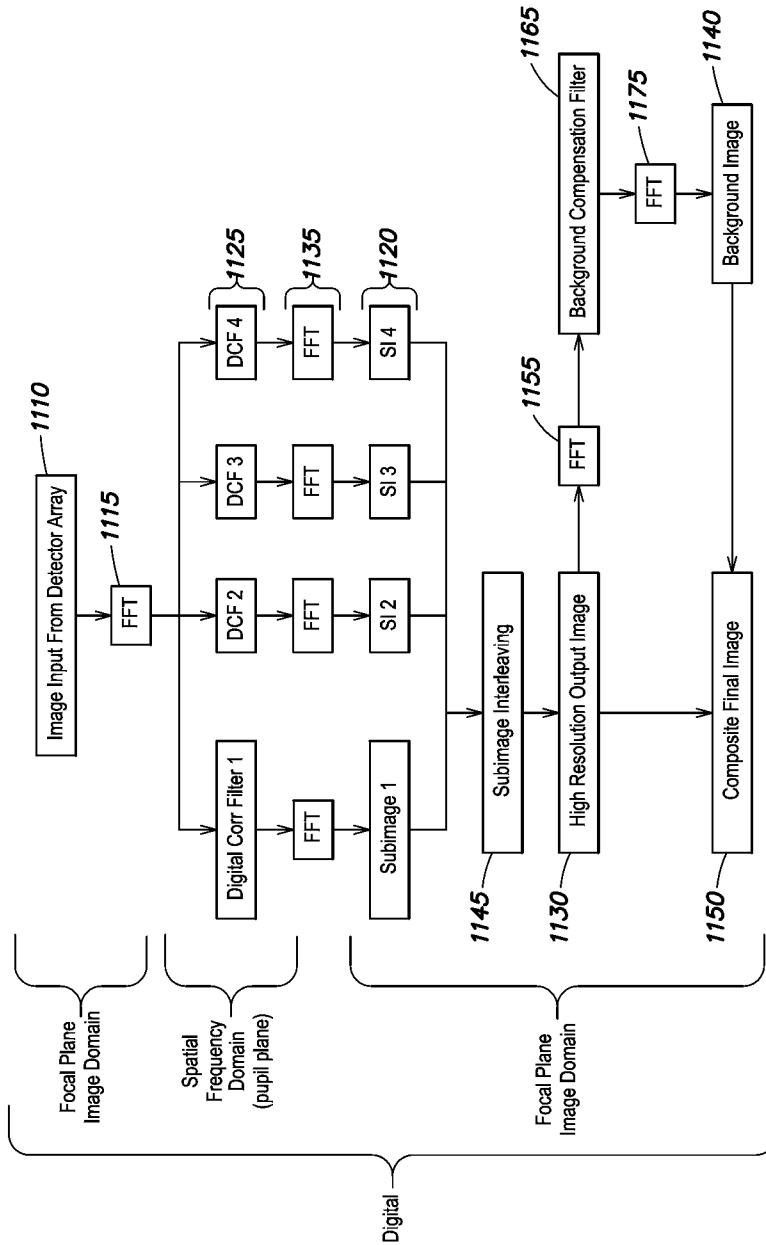 Digital
Focal Plane
Image Domain
Spatial
Frequency
Domain
(pupil plane)
Focal Plane
Image Domain
Image Input From Detector Array
1110
FFT
1115
Digital Corr Filter 1
DCF 2
DCF 3
DCF 4
1125
FFT
FFT
FFT
FFT
1135
Subimage 1
SI 2
SI 3
SI 4
1120
Subimage Interleaving
1145
High Resolution Output Image
1130
FFT
1155
Background Compensation Filter
1165
FFT
1175
Background Image
1140
Composite Final Image
1150